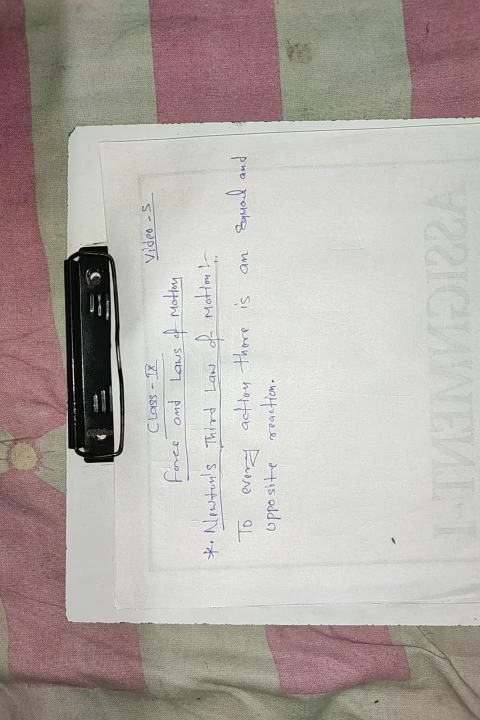 Class - IX
Video - 5
Force and Laws of Motion
*. Newton's Third Law of Motion :-
To every action there is an equal and
opposite reaction.
ASSIGNMENT-I